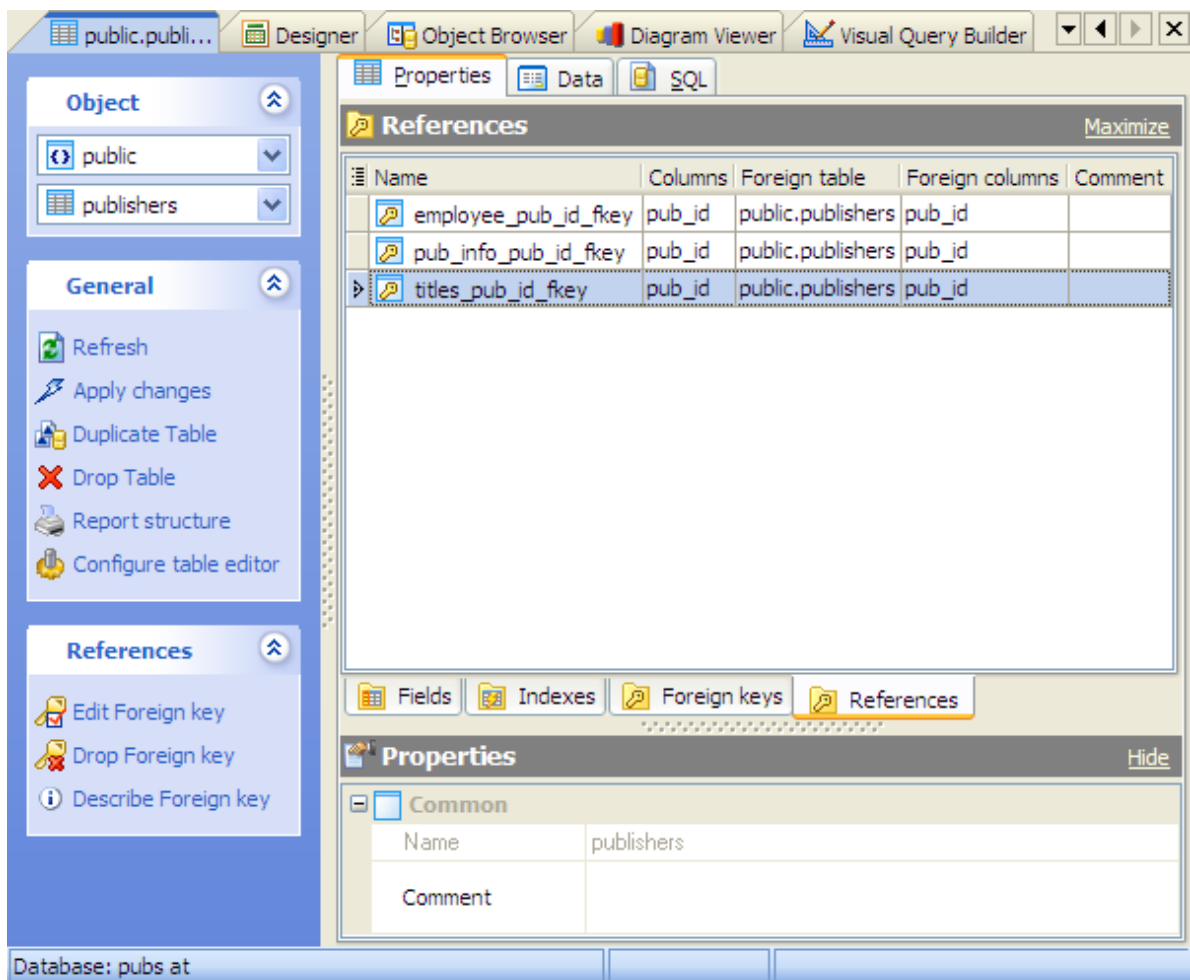 public.publi... Designer Object Browser Diagram Viewer Visual Query Builder
Object
public
publishers
General
Refresh
Apply changes
Duplicate Table
Drop Table
Report structure
Configure table editor
References
Edit Foreign key
Drop Foreign key
Describe Foreign key
Properties Data SQL
References Maximize
Name Columns Foreign table Foreign columns Comment
employee_pub_id_fkey pub_id public.publishers pub_id
pub_info_pub_id_fkey pub_id public.publishers pub_id
titles_pub_id_fkey pub_id public.publishers pub_id
Fields Indexes Foreign keys References
Properties Hide
Common
Name publishers
Comment
Database: pubs at